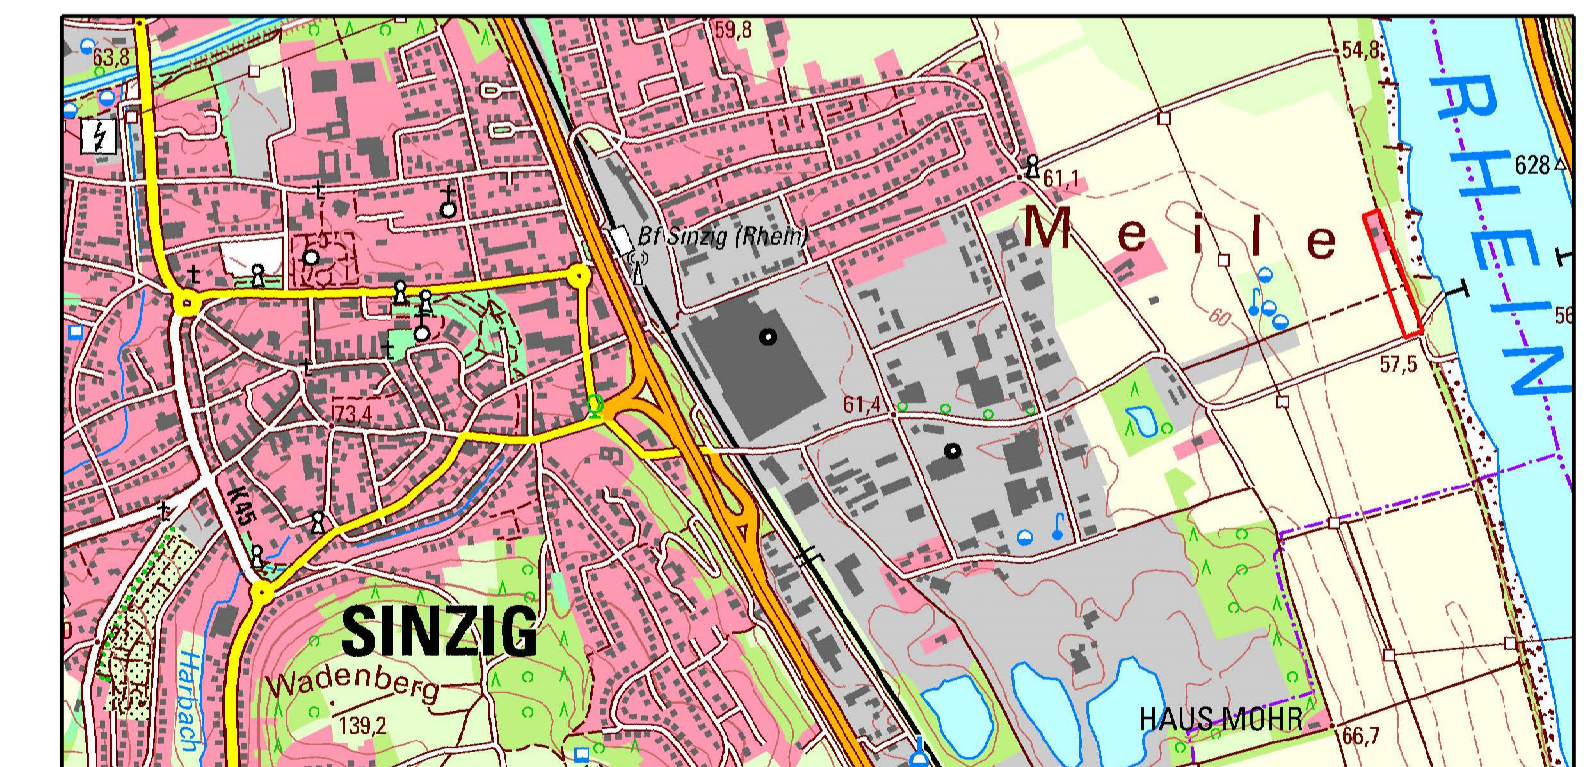 59,8
63,8
54,8
RHEIN
628
61,1
Meile
Bf Sinzig (Rhein)
60
56
57,5
61,4
73,4
K45
SINZIG
Wadenberg
139,2
Harbach
HAUS MOHR
66,7